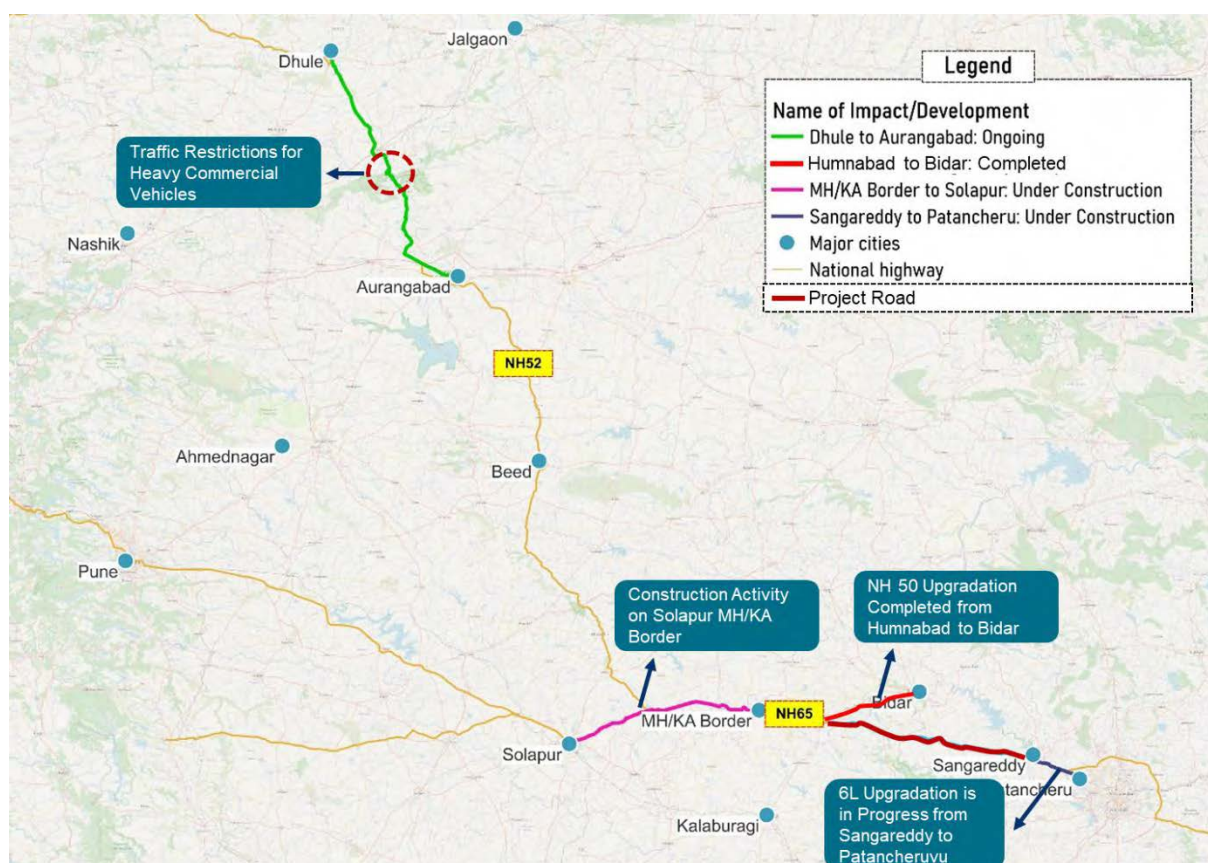 Jalgaon
Dhule
Legend
Name of Impact/Development
Dhule to Aurangabad: Ongoing
Humnabad to Bidar: Completed
MH/KA Border to Solapur: Under Construction
Sangareddy to Patancheru: Under Construction
Major cities
National highway
Project Road
Traffic Restrictions for
Heavy Commercial
Vehicles
Nashik
Aurangabad
NH52
Ahmednagar
Beed
Pune
Construction Activity
on Solapur MH/KA
Border
NH 50 Upgradation
Completed from
Humnabad to Bidar
Bidar
MH/KA Border
NH65
Solapur
Sangareddy
atancheru
Kalaburagi
6L Upgradation is
in Progress from
Sangareddy to
Patancheruvu